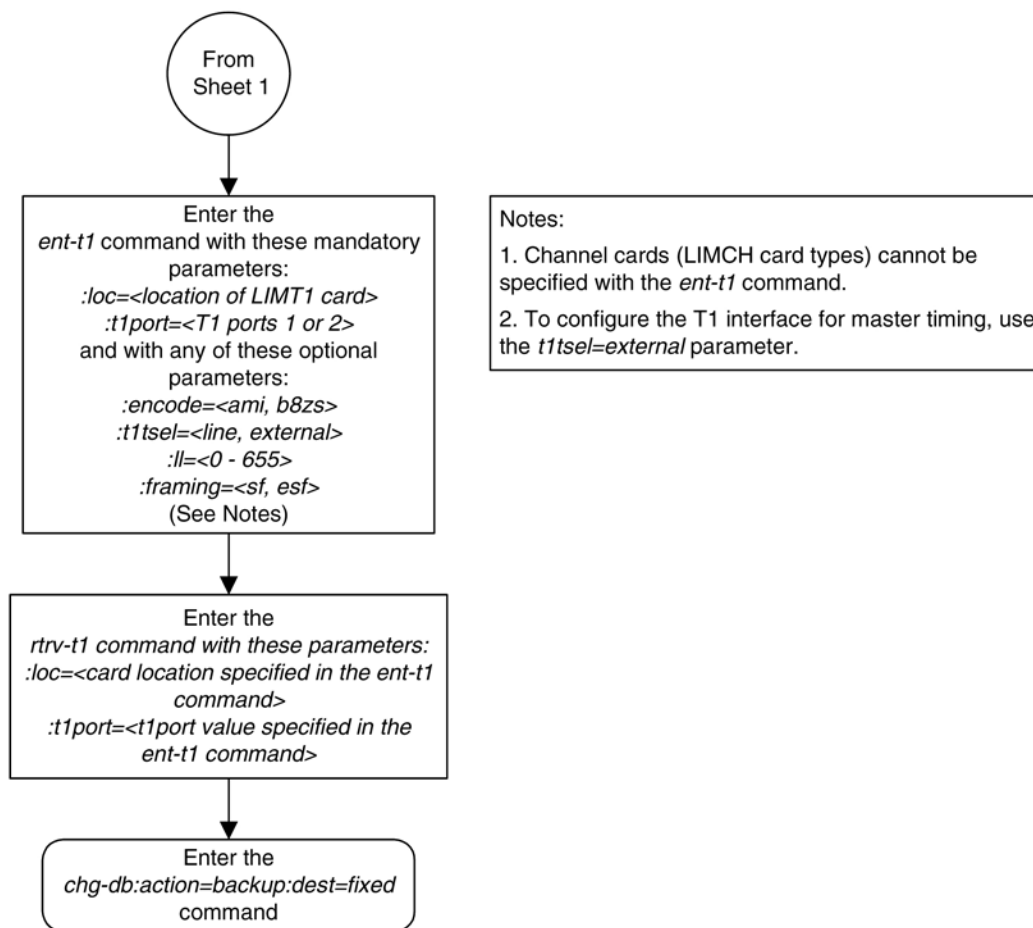 From
Sheet 1
Enter the
ent-t1 command with these mandatory
parameters:
:loc=<location of LIMT1 card>
:t1port=<T1 ports 1 or 2>
and with any of these optional
parameters:
:encode=<ami, b8zs>
:t1tsel=<line, external>
:ll=<0 - 655>
:framing=<sf, esf>
(See Notes)
Notes:
1. Channel cards (LIMCH card types) cannot be
specified with the ent-t1 command.
2. To configure the T1 interface for master timing, use
the t1tsel=external parameter.
Enter the
rtrv-t1 command with these parameters:
:loc=<card location specified in the ent-t1
command>
:t1port=<t1port value specified in the
ent-t1 command>
Enter the
chg-db:action=backup:dest=fixed
command